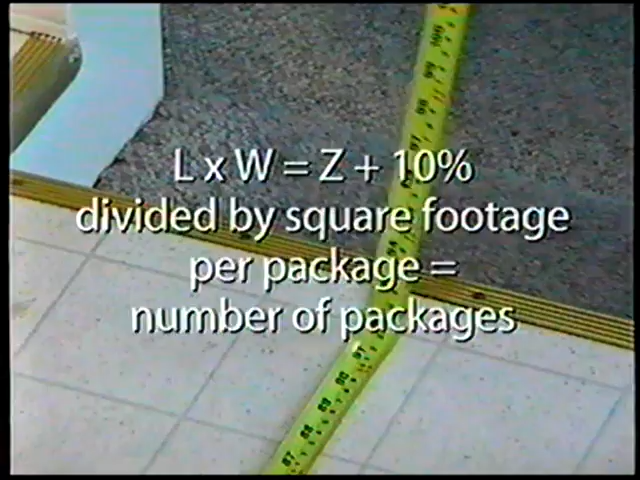 L x W = Z + 10%
divided by square footage
per package =
number of packages